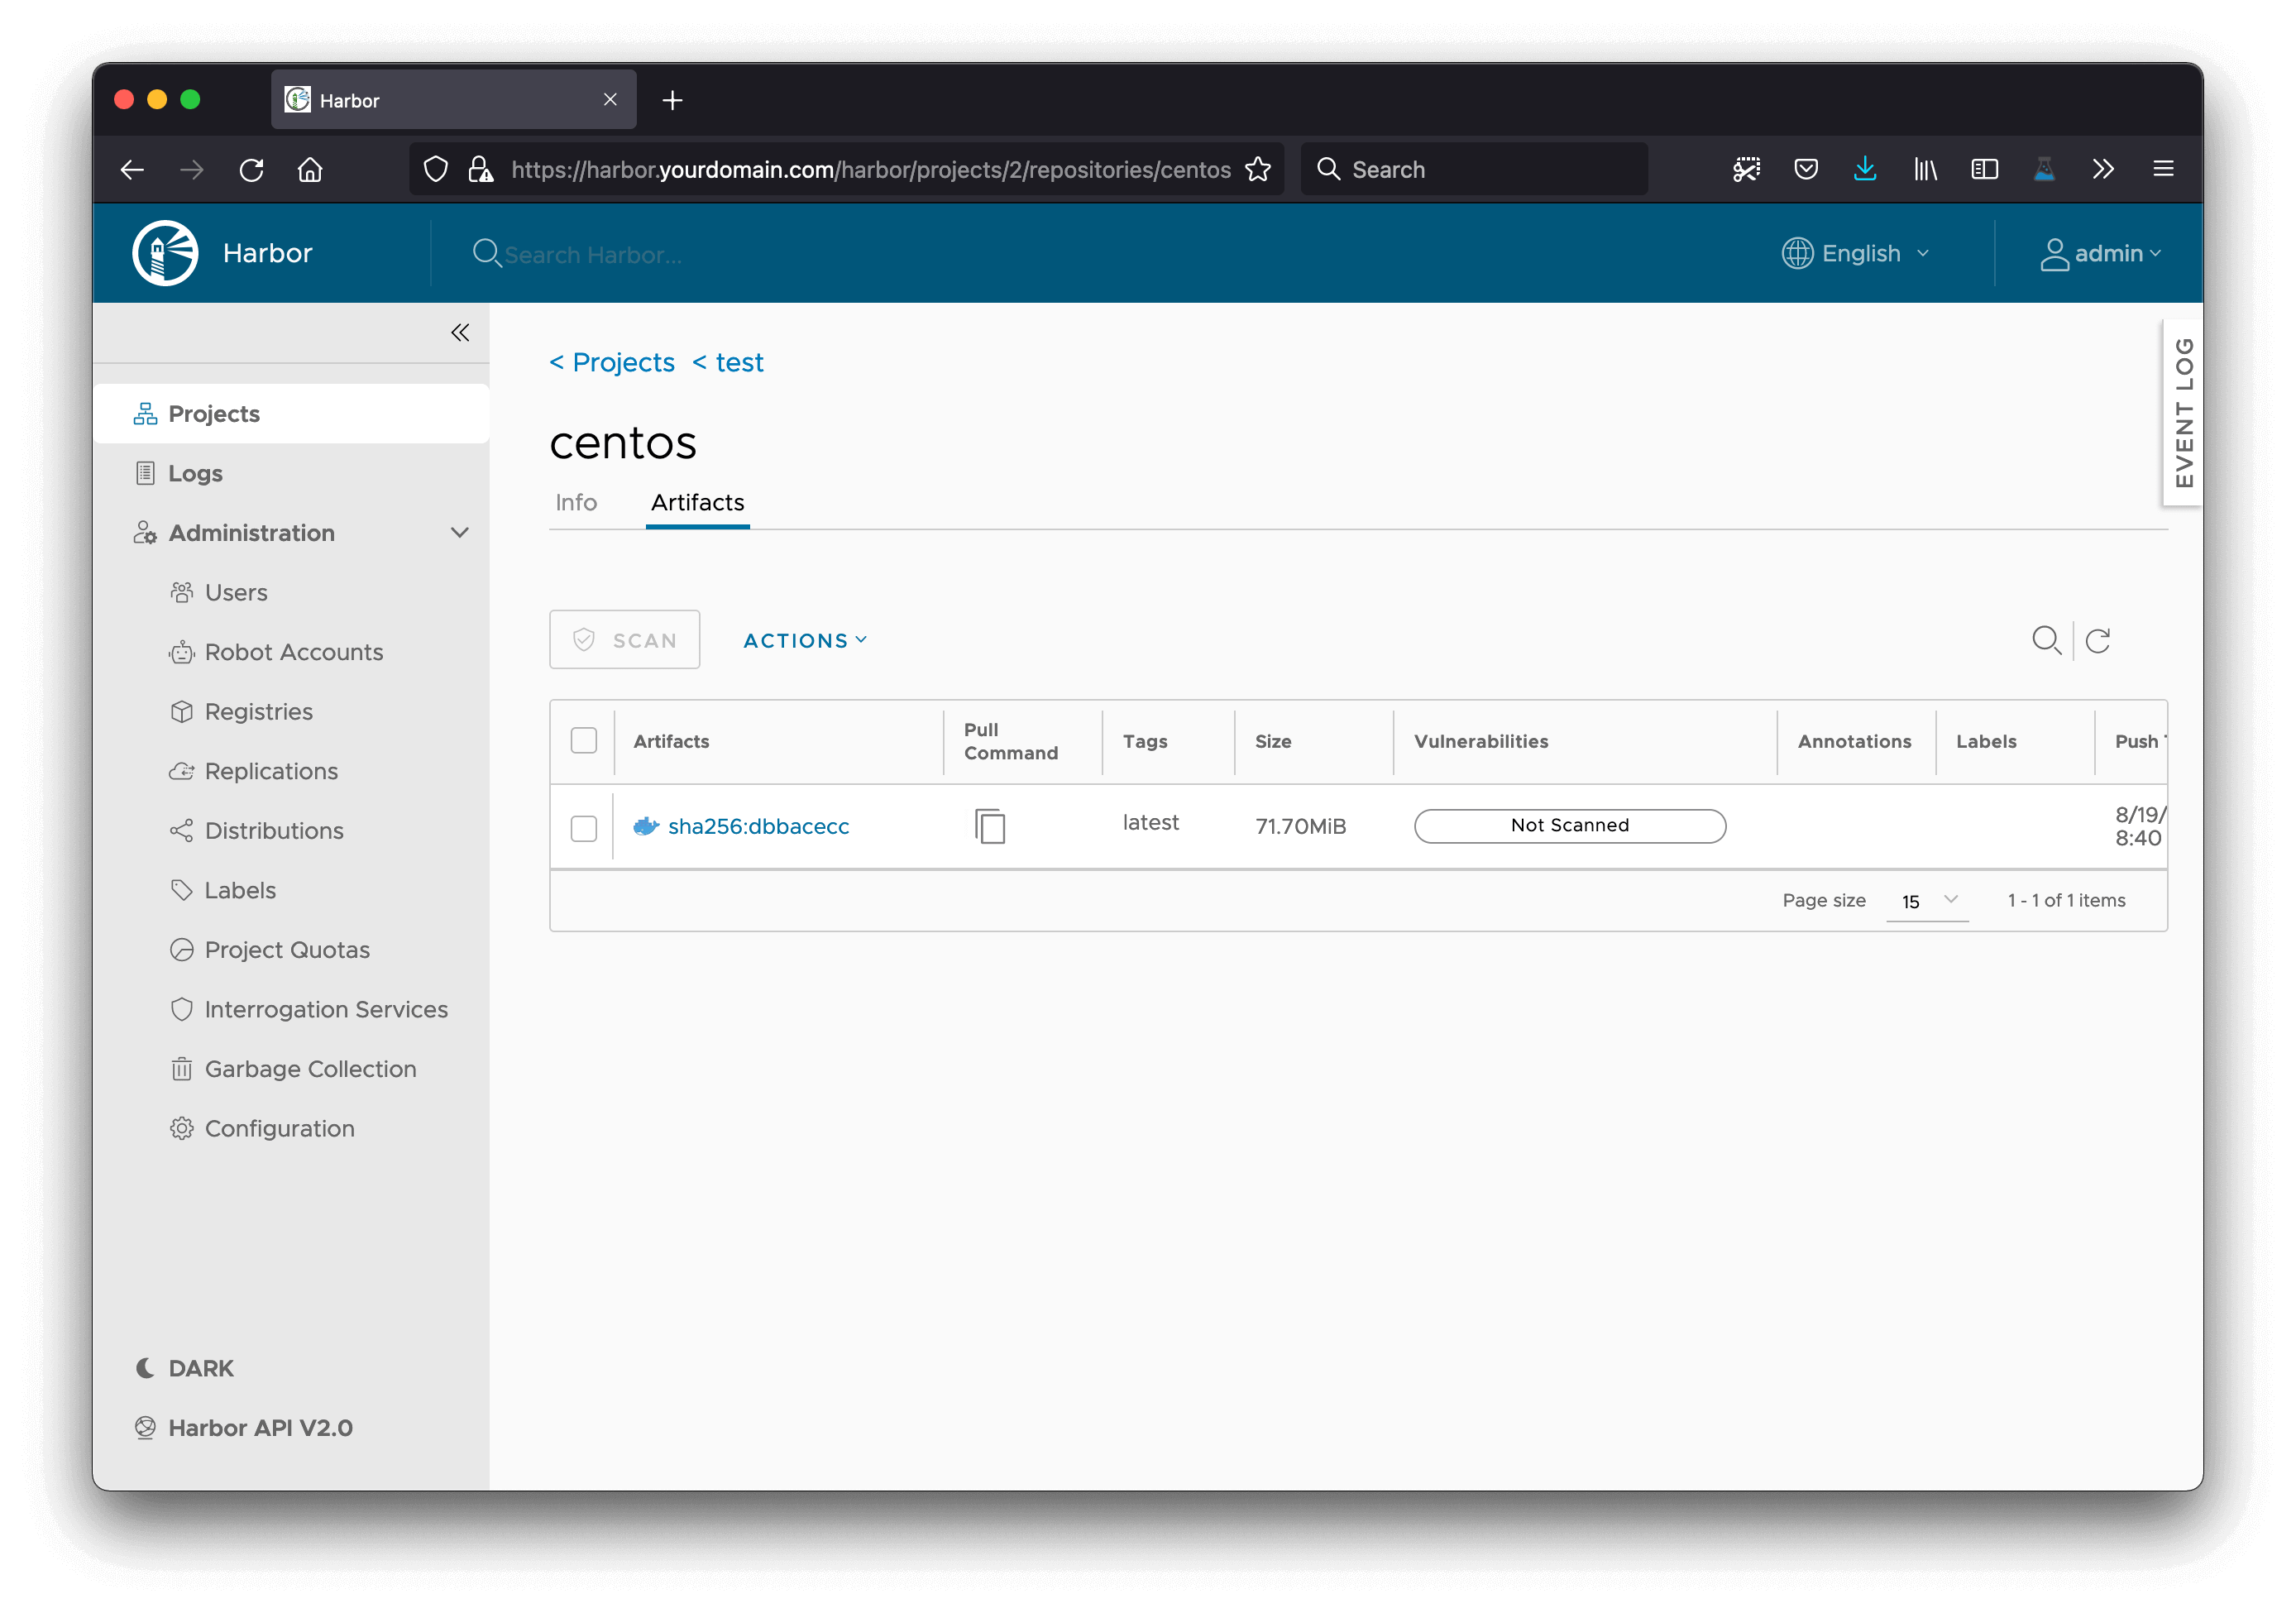 Harbor
https://harbor.yourdomain.com/harbor/projects/2/repositories/centos
Search
Harbor
Search Harbor...
English
admin
EVENT LOG
Projects
Logs
Administration
Users
Robot Accounts
Registries
Replications
Distributions
Labels
Project Quotas
Interrogation Services
Garbage Collection
Configuration
DARK
Harbor API V2.0
< Projects < test
centos
Info Artifacts
SCAN ACTIONS
Artifacts Pull Command Tags Size Vulnerabilities Annotations Labels Push
sha256:dbbacecc latest 71.70MiB Not Scanned 8/19/
8:40
Page size 15 1 - 1 of 1 items